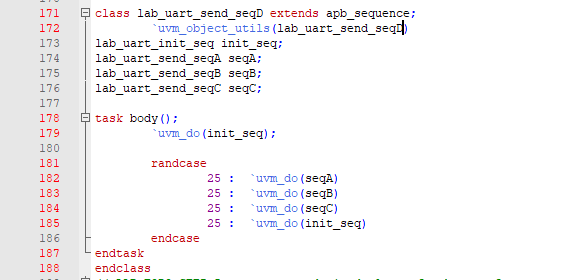 171 class lab_uart_send_seqD extends apb_sequence;
172 `uvm_object_utils(lab_uart_send_seqD)
173 lab_uart_init_seq init_seq;
174 lab_uart_send_seqA seqA;
175 lab_uart_send_seqB seqB;
176 lab_uart_send_seqC seqC;
177
178 task body();
179 `uvm_do(init_seq);
180
181 randcase
182 25 : `uvm_do(seqA)
183 25 : `uvm_do(seqB)
184 25 : `uvm_do(seqC)
185 25 : `uvm_do(init_seq)
186 endcase
187 endtask
188 endclass